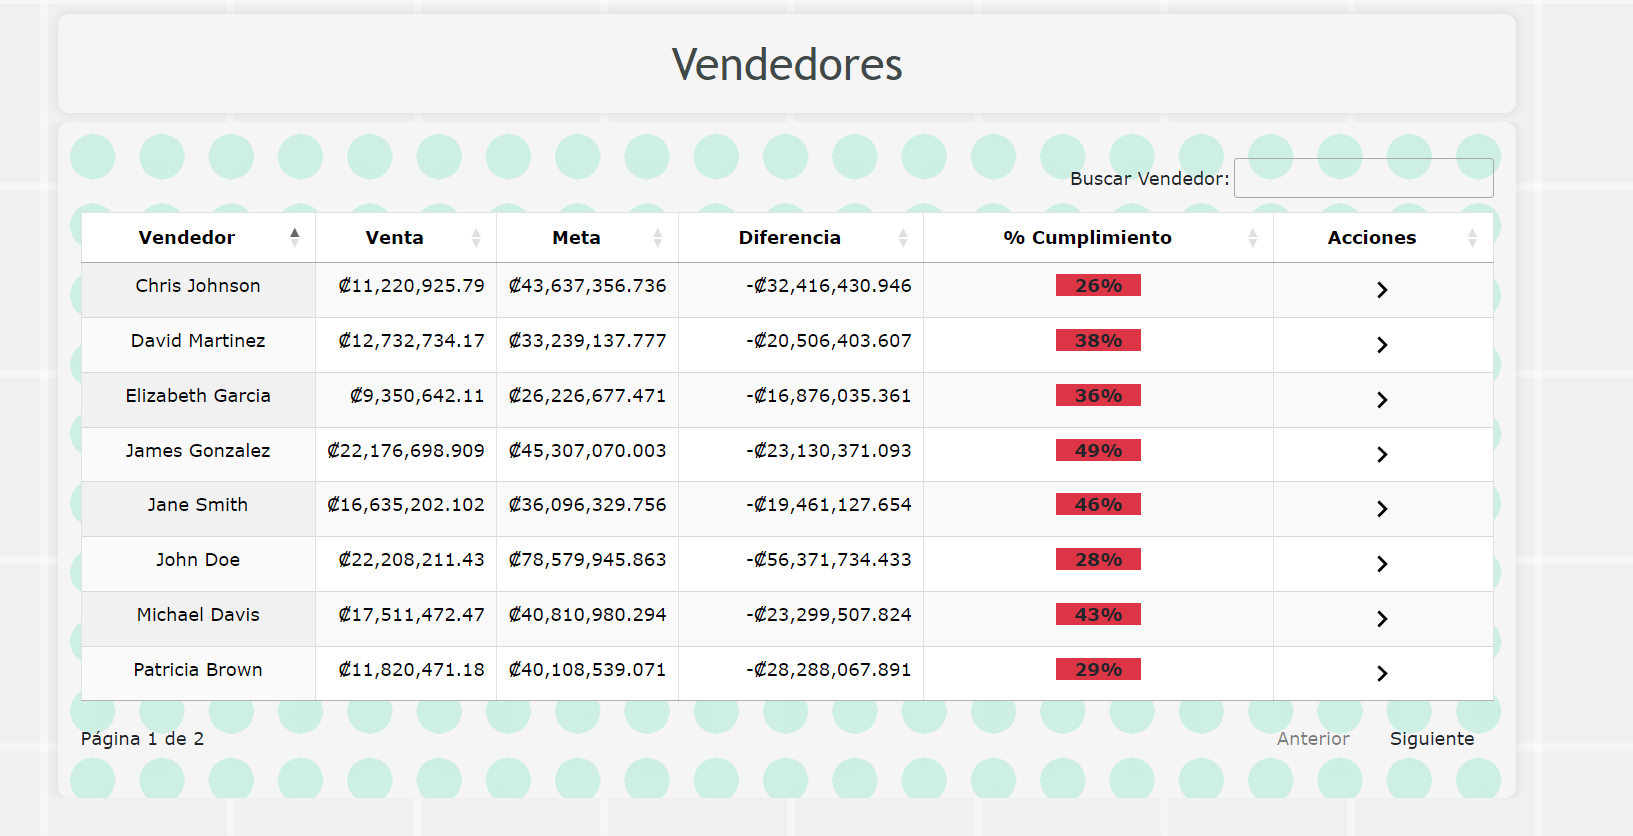 Vendedores
Buscar Vendedor:
Vendedor Venta Meta Diferencia % Cumplimiento Acciones
Chris Johnson ₡11,220,925.79 ₡43,637,356.736 -₡32,416,430.946 26%
David Martinez ₡12,732,734.17 ₡33,239,137.777 -₡20,506,403.607 38%
Elizabeth Garcia ₡9,350,642.11 ₡26,226,677.471 -₡16,876,035.361 36%
James Gonzalez ₡22,176,698.909 ₡45,307,070.003 -₡23,130,371.093 49%
Jane Smith ₡16,635,202.102 ₡36,096,329.756 -₡19,461,127.654 46%
John Doe ₡22,208,211.43 ₡78,579,945.863 -₡56,371,734.433 28%
Michael Davis ₡17,511,472.47 ₡40,810,980.294 -₡23,299,507.824 43%
Patricia Brown ₡11,820,471.18 ₡40,108,539.071 -₡28,288,067.891 29%
Página 1 de 2 Anterior Siguiente